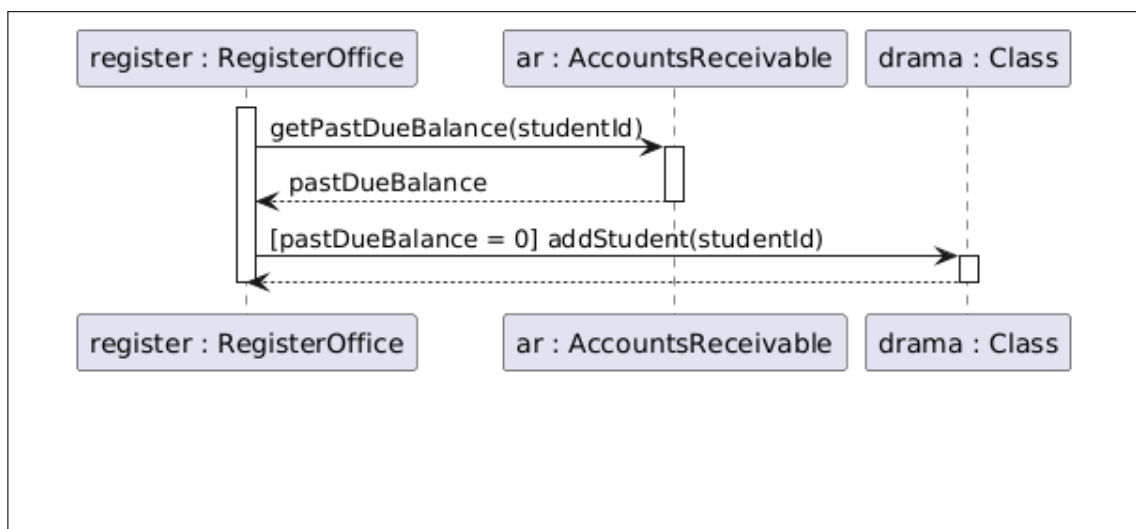 register : RegisterOffice
ar : AccountsReceivable
drama : Class
getPastDueBalance(studentId)
pastDueBalance
[pastDueBalance = 0] addStudent(studentId)
register : RegisterOffice
ar : AccountsReceivable
drama : Class